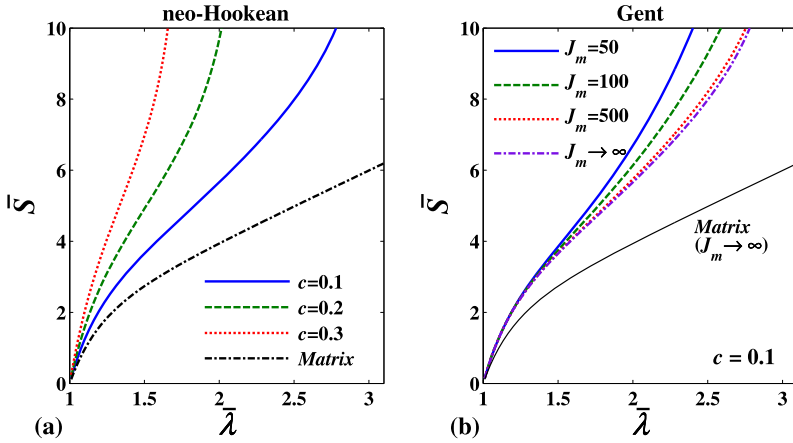 neo-Hookean
10
8
6
4
2
0
S̄
c=0.1
c=0.2
c=0.3
Matrix
1
1.5
2
2.5
3
(a)
λ̄
Gent
10
8
6
4
2
0
S̄
J_m=50
J_m=100
J_m=500
J_m→∞
Matrix
(J_m→∞)
c = 0.1
1
1.5
2
2.5
3
(b)
λ̄